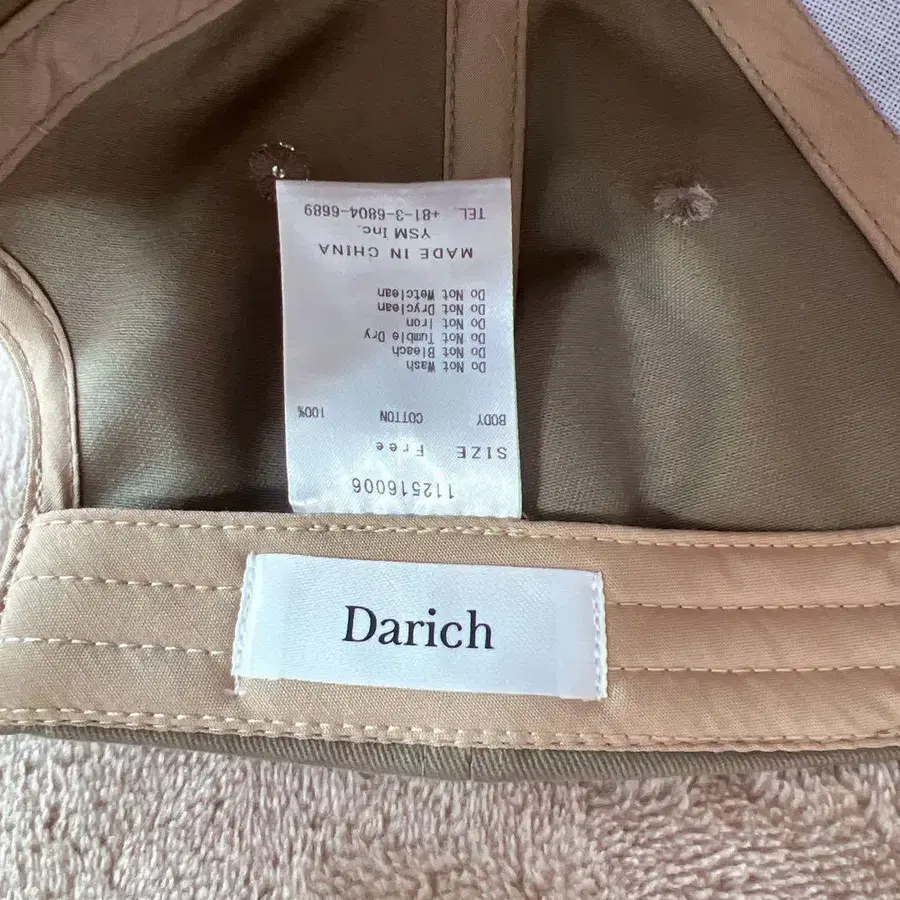 112516006
SIZE Free
BODY COTTON 100%
Do Not Wash
Do Not Bleach
Do Not Tumble Dry
Do Not Iron
Do Not Dryclean
Do Not Wetclean
MADE IN CHINA
YSM Inc.
TEL. +81-3-6804-6689
Darich